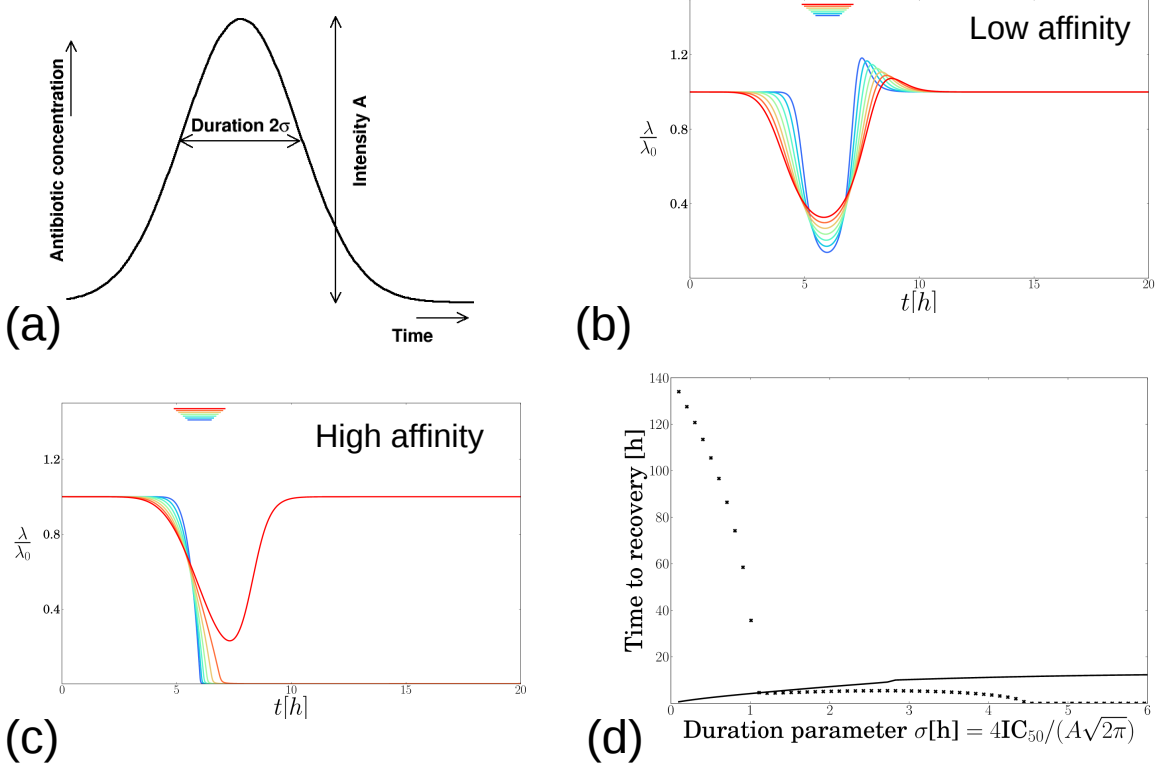 Antibiotic concentration
Duration 2σ
Intensity A
Time
(a)
Low affinity
1.2
0.8
0.4
λ/λ₀
0
5
10
15
20
t[h]
(b)
High affinity
1.2
0.8
0.4
λ/λ₀
0
5
10
15
20
t[h]
(c)
140
120
100
80
60
40
20
Time to recovery [h]
0
1
2
3
4
5
6
Duration parameter σ[h] = 4IC₅₀/(A√2π)
(d)